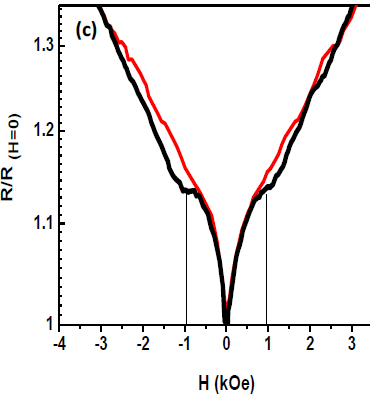 (c)
R/R (H=0)
1.3
1.2
1.1
1
-4 -3 -2 -1 0 1 2 3
H (kOe)